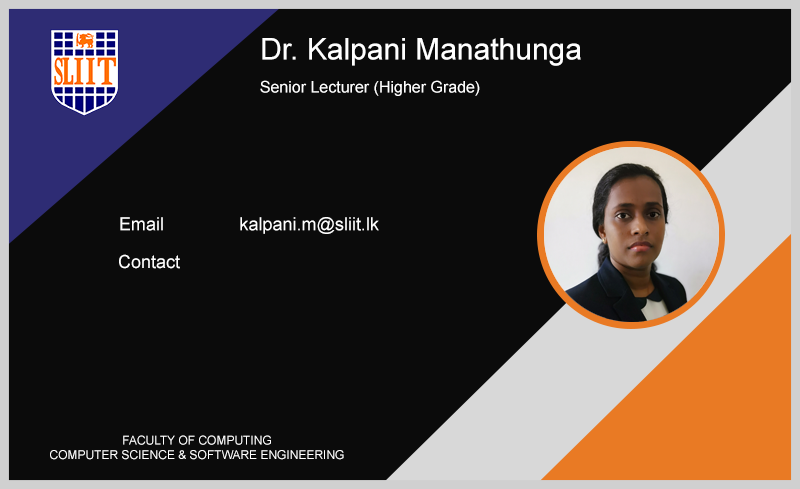 SLIIT
Dr. Kalpani Manathunga
Senior Lecturer (Higher Grade)
Email kalpani.m@sliit.lk
Contact
FACULTY OF COMPUTING
COMPUTER SCIENCE & SOFTWARE ENGINEERING